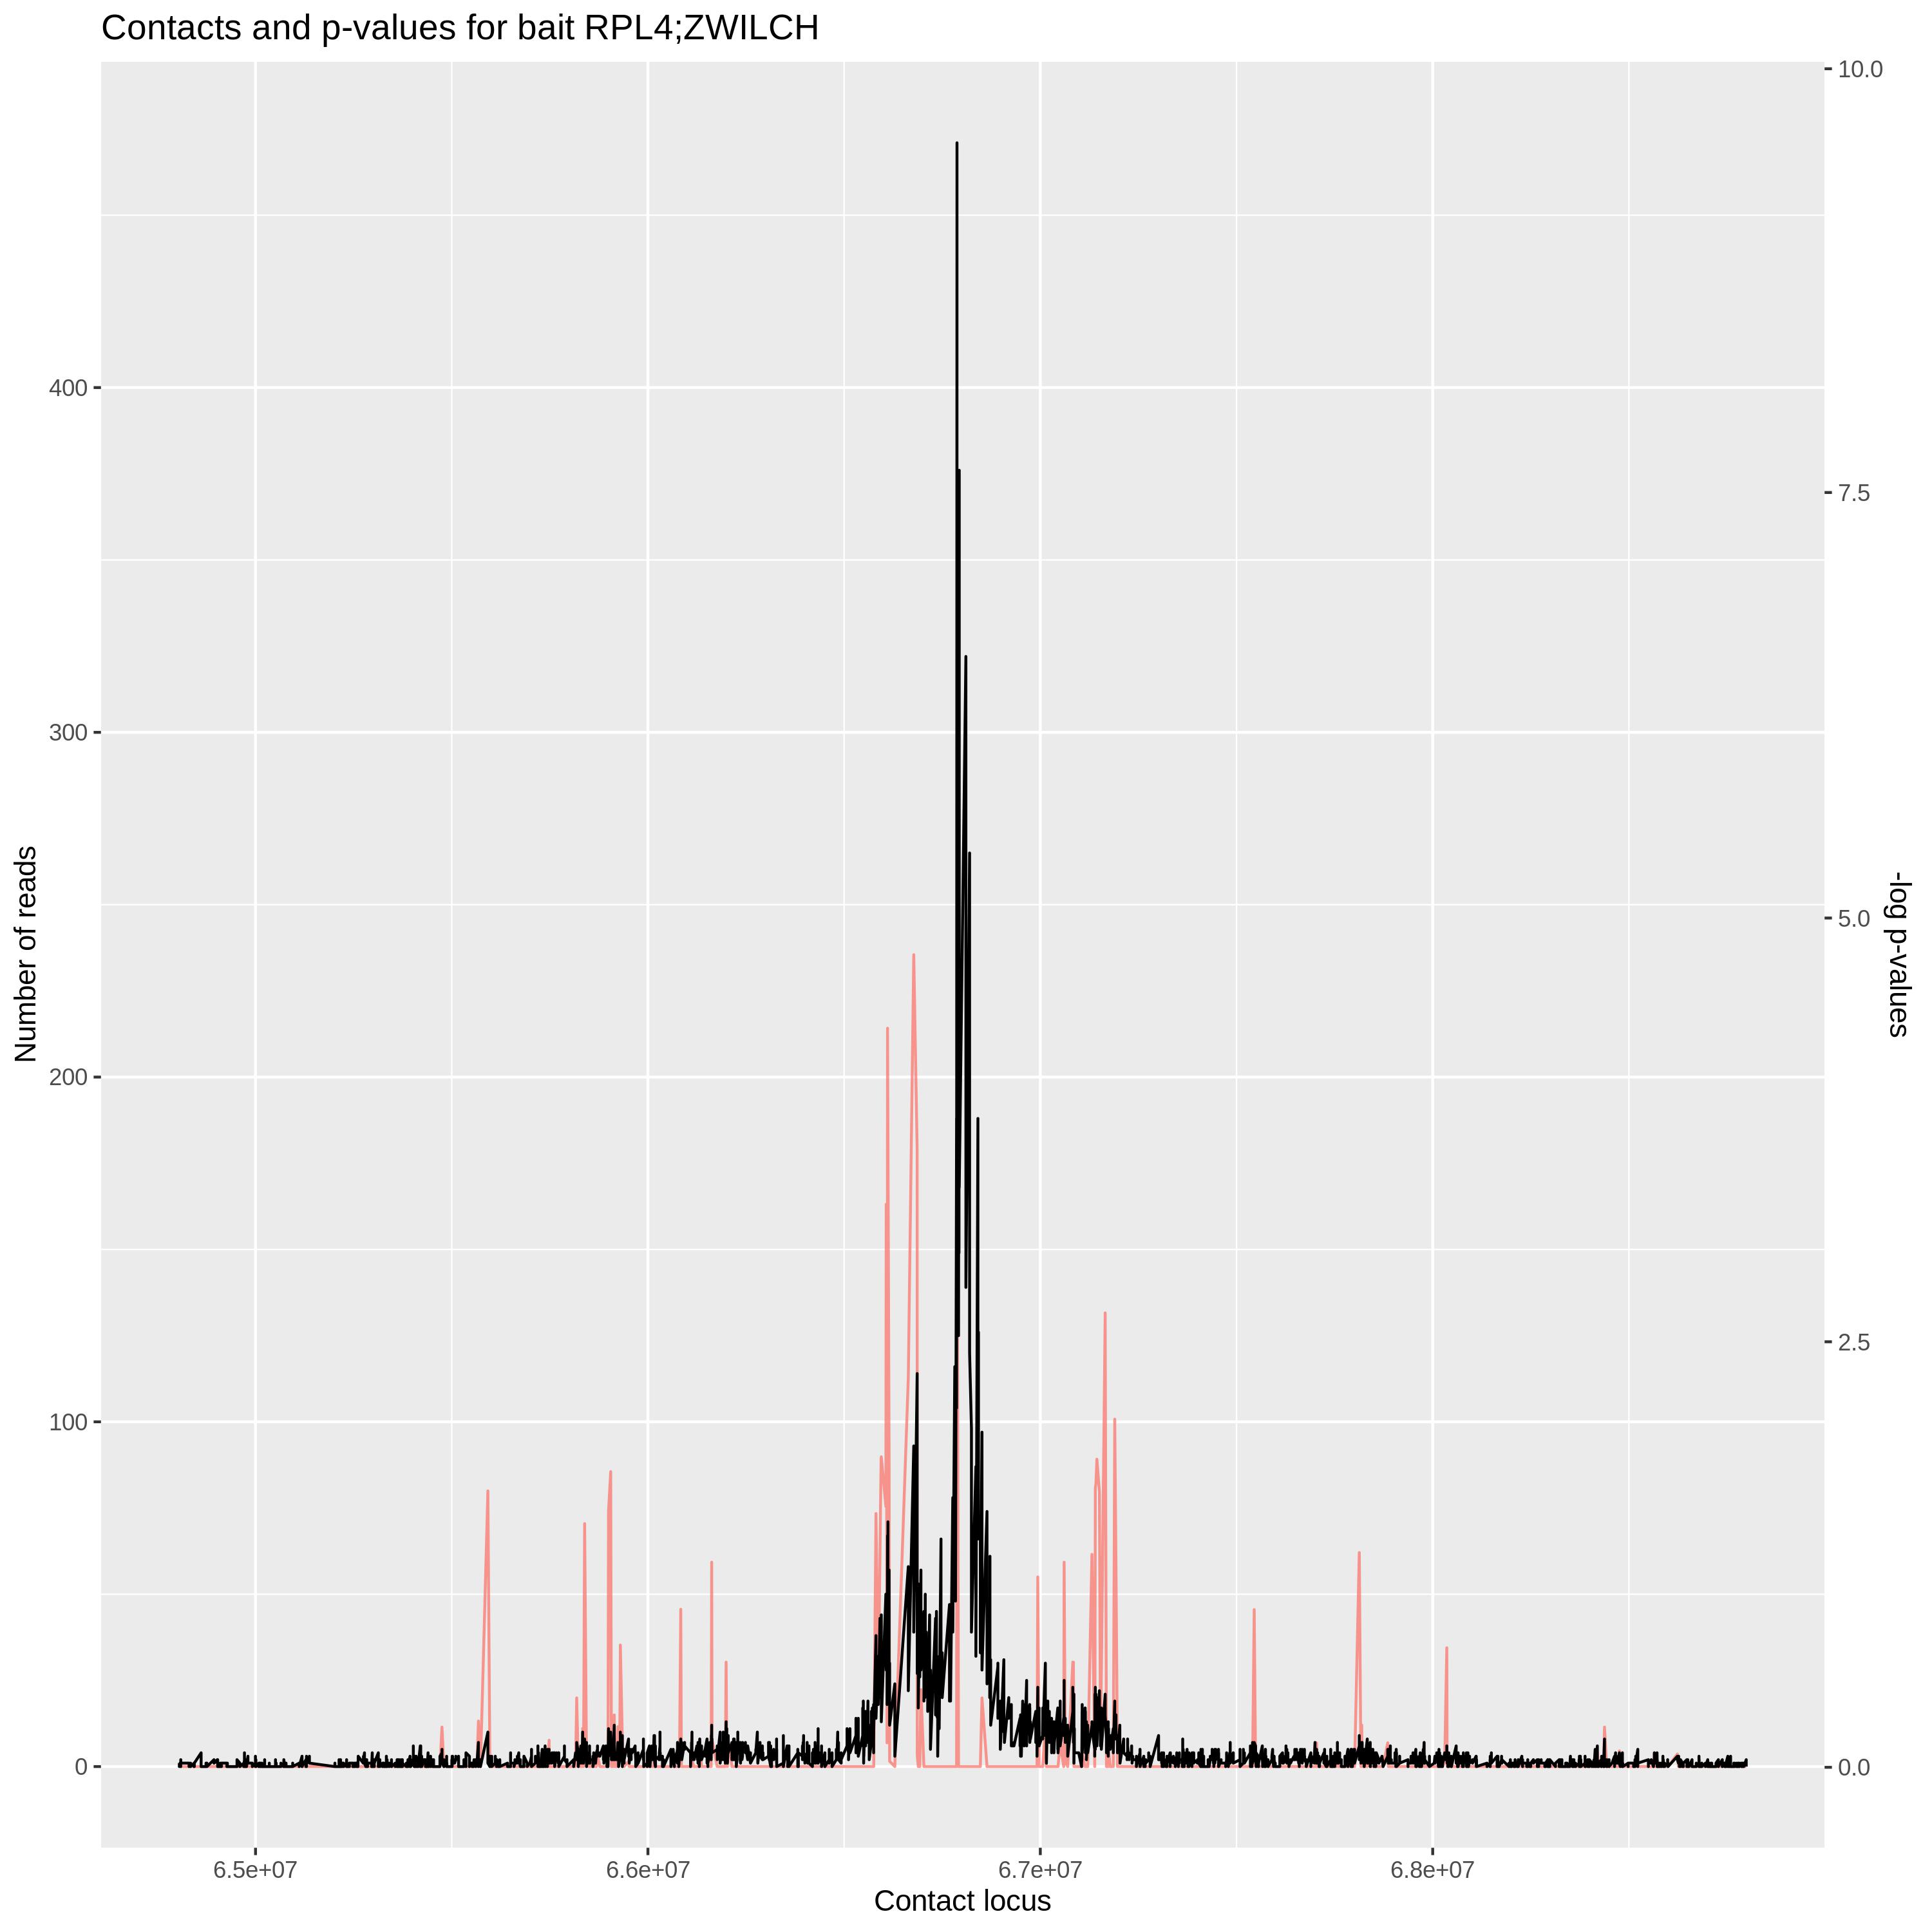 Contacts and p-values for bait RPL4;ZWILCH
10.0
7.5
5.0
2.5
0.0
400
300
200
100
0
Number of reads
-log p-values
6.5e+07
6.6e+07
6.7e+07
6.8e+07
Contact locus